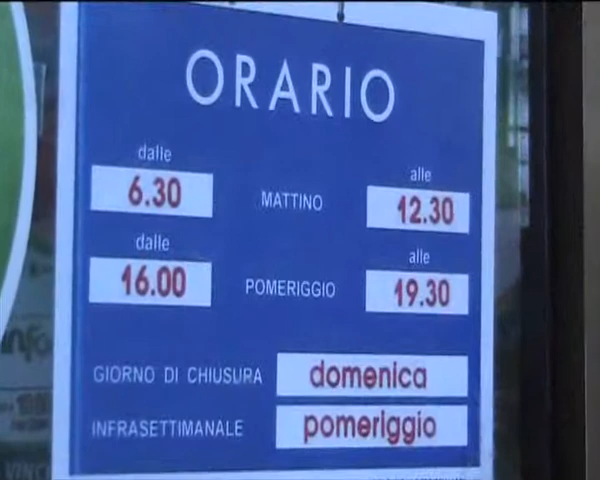 ORARIO
dalle alle
6.30 MATTINO 12.30
dalle alle
16.00 POMERIGGIO 19.30
GIORNO DI CHIUSURA domenica
INFRASETTIMANALE pomeriggio